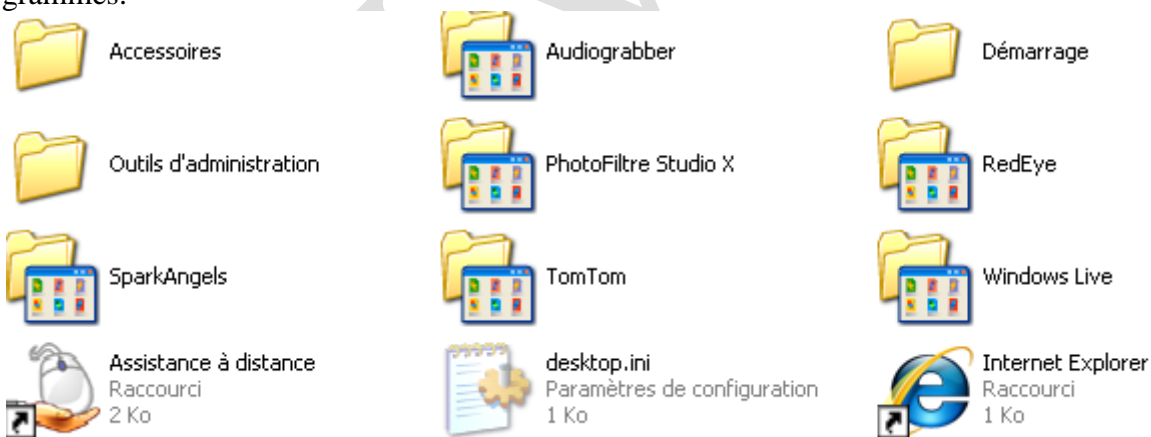 grammes.
Accessoires
Audiograbber
Démarrage
Outils d'administration
PhotoFiltre Studio X
RedEye
SparkAngels
TomTom
Windows Live
Assistance à distance
Raccourci
2 Ko
desktop.ini
Paramètres de configuration
1 Ko
Internet Explorer
Raccourci
1 Ko